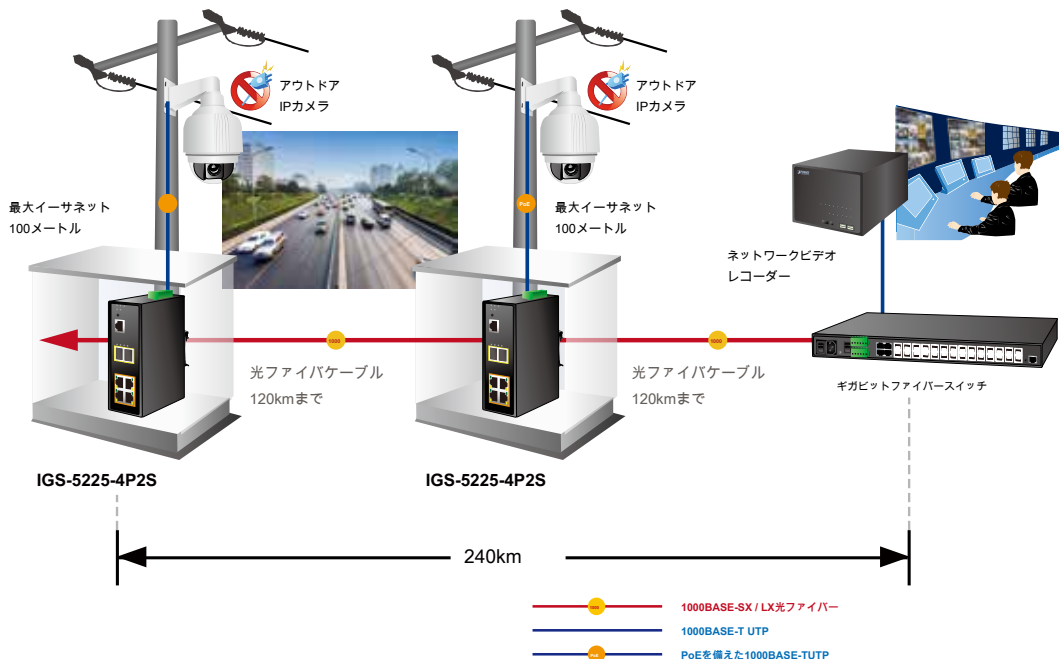 アウトドア
IPカメラ
アウトドア
IPカメラ
最大イーサネット
100メートル
PoE
最大イーサネット
100メートル
ネットワークビデオ
レコーダー
1000
1000
光ファイバケーブル
120kmまで
光ファイバケーブル
120kmまで
ギガビットファイバースイッチ
IGS-5225-4P2S
IGS-5225-4P2S
240km
1000
1000BASE-SX / LX光ファイバー
1000BASE-T UTP
PoE
PoEを備えた1000BASE-TUTP